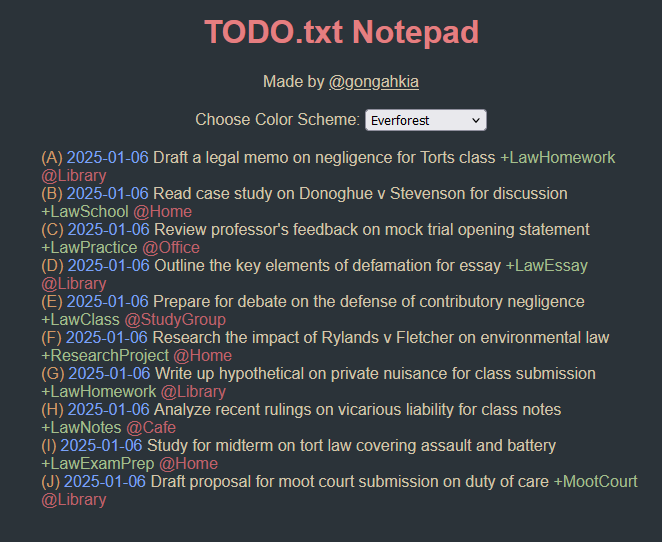 TODO.txt Notepad
Made by @gongahkia
Choose Color Scheme: Everforest
(A) 2025-01-06 Draft a legal memo on negligence for Torts class +LawHomework
@Library
(B) 2025-01-06 Read case study on Donoghue v Stevenson for discussion
+LawSchool @Home
(C) 2025-01-06 Review professor's feedback on mock trial opening statement
+LawPractice @Office
(D) 2025-01-06 Outline the key elements of defamation for essay +LawEssay
@Library
(E) 2025-01-06 Prepare for debate on the defense of contributory negligence
+LawClass @StudyGroup
(F) 2025-01-06 Research the impact of Rylands v Fletcher on environmental law
+ResearchProject @Home
(G) 2025-01-06 Write up hypothetical on private nuisance for class submission
+LawHomework @Library
(H) 2025-01-06 Analyze recent rulings on vicarious liability for class notes
+LawNotes @Cafe
(I) 2025-01-06 Study for midterm on tort law covering assault and battery
+LawExamPrep @Home
(J) 2025-01-06 Draft proposal for moot court submission on duty of care +MootCourt
@Library